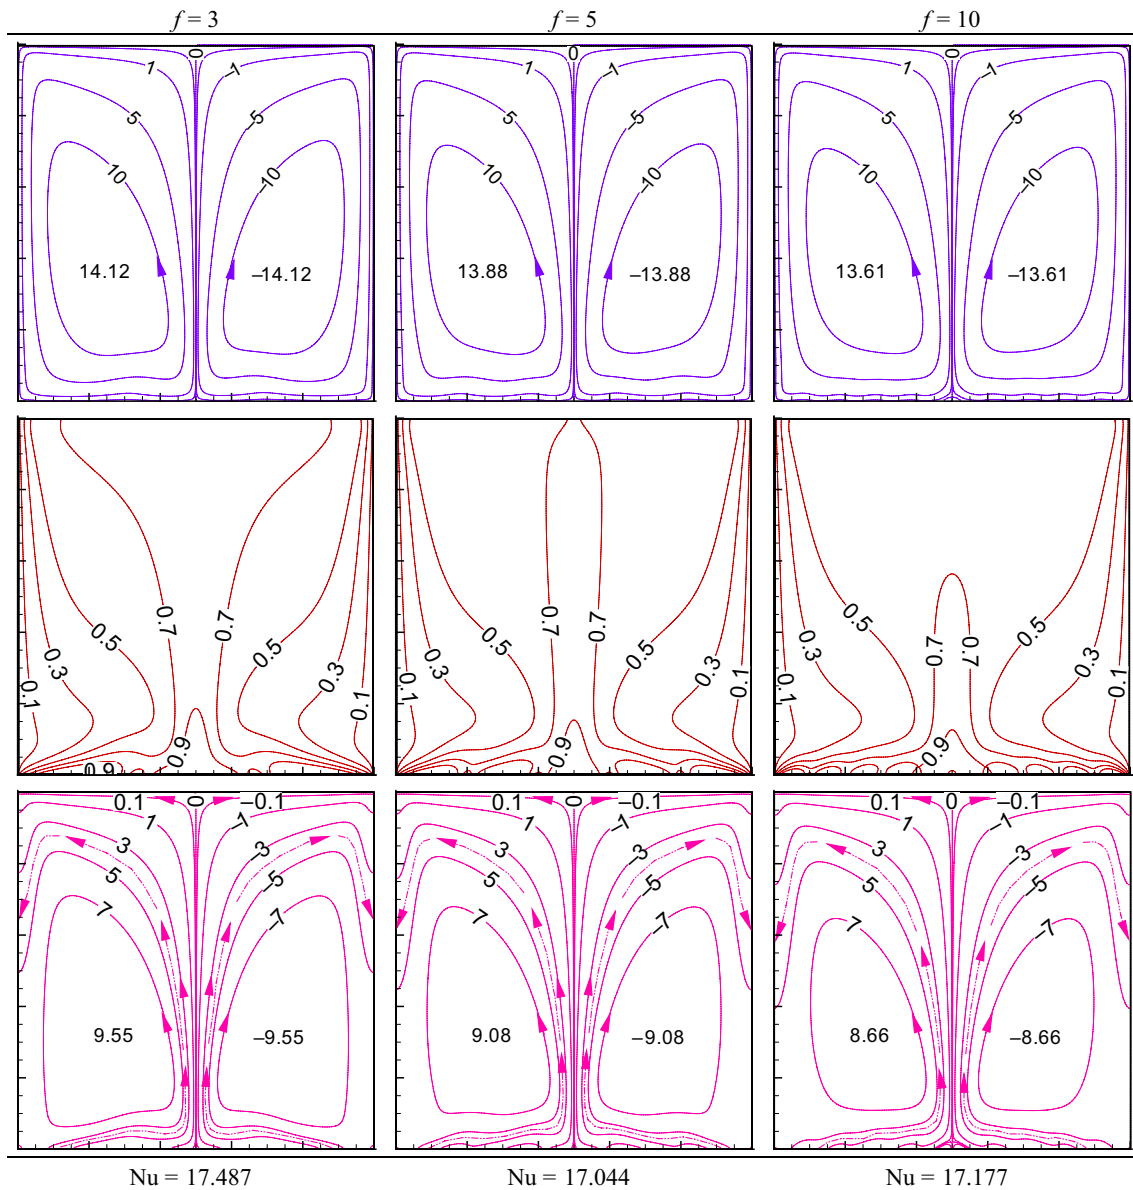 f = 3 f = 5 f = 10
0 0 0
1 –1 1 –1 1 –1
5 –5 5 –5 5 –5
10 –10 10 –10 10 –10
14.12 –14.12 13.88 –13.88 13.61 –13.61
0.7 0.7 0.7 0.7 0.7 0.7
0.5 0.5 0.5 0.5 0.5 0.5
0.3 0.3 0.3 0.3 0.3 0.3
0.1 0.1 0.1 0.1 0.1 0.1
0.9 0.9 0.9 0.9
0.1 0 –0.1 0.1 0 –0.1 0.1 0 –0.1
1 –1 1 –1 1 –1
3 –3 3 –3 3 –3
5 –5 5 –5 5 –5
7 –7 7 –7 7 –7
9.55 –9.55 9.08 –9.08 8.66 –8.66
Nu = 17.487 Nu = 17.044 Nu = 17.177